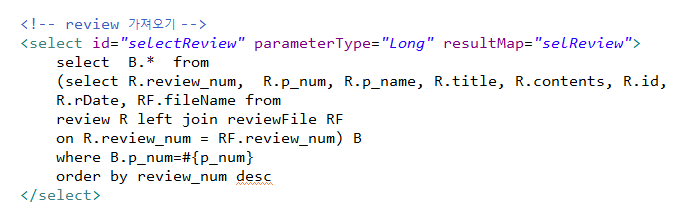 <!-- review 가져오기 -->
<select id="selectReview" parameterType="Long" resultMap="selReview">
select B.* from
(select R.review_num, R.p_num, R.p_name, R.title, R.contents, R.id,
R.rDate, RF.fileName from
review R left join reviewFile RF
on R.review_num = RF.review_num) B
where B.p_num=#{p_num}
order by review_num desc
</select>